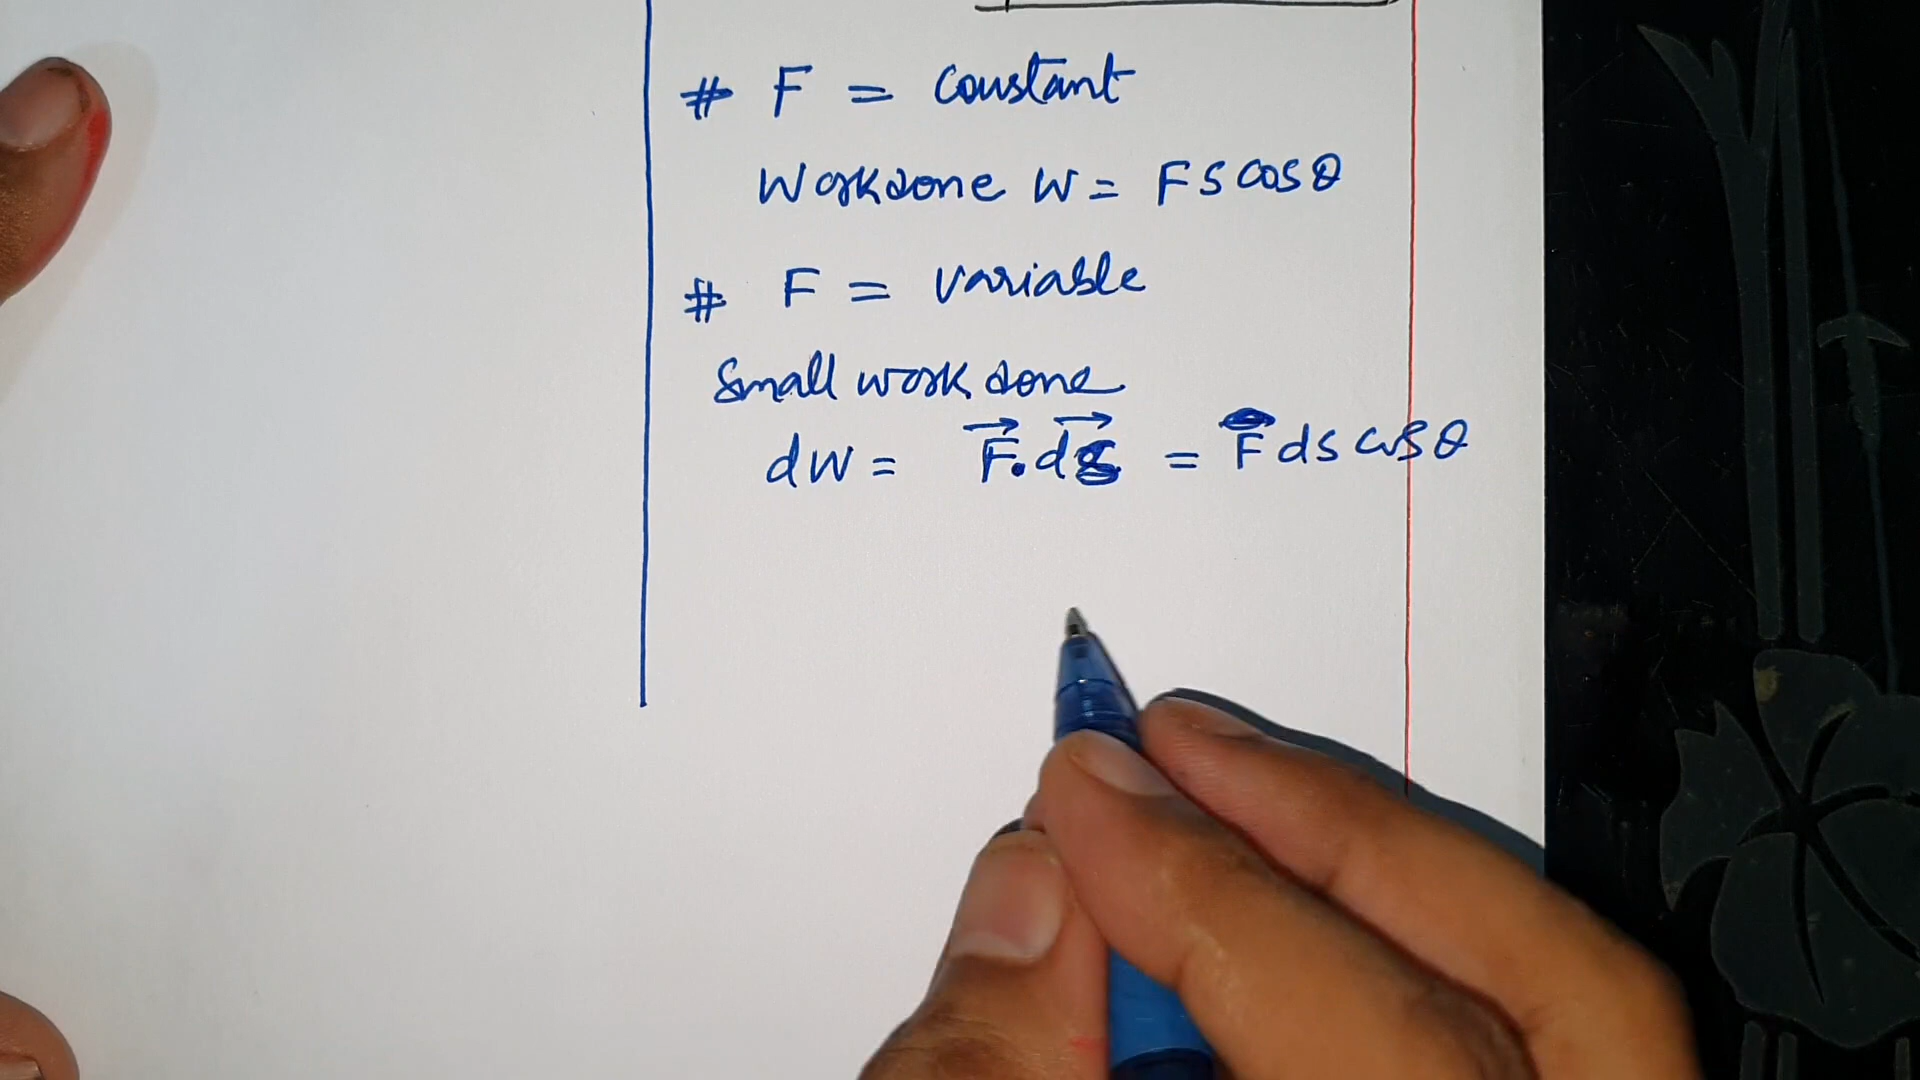 # F = constant
Workdone W = F S cos θ
# F = variable
Small work done
dW = F⃗.ds⃗ = F ds cos θ